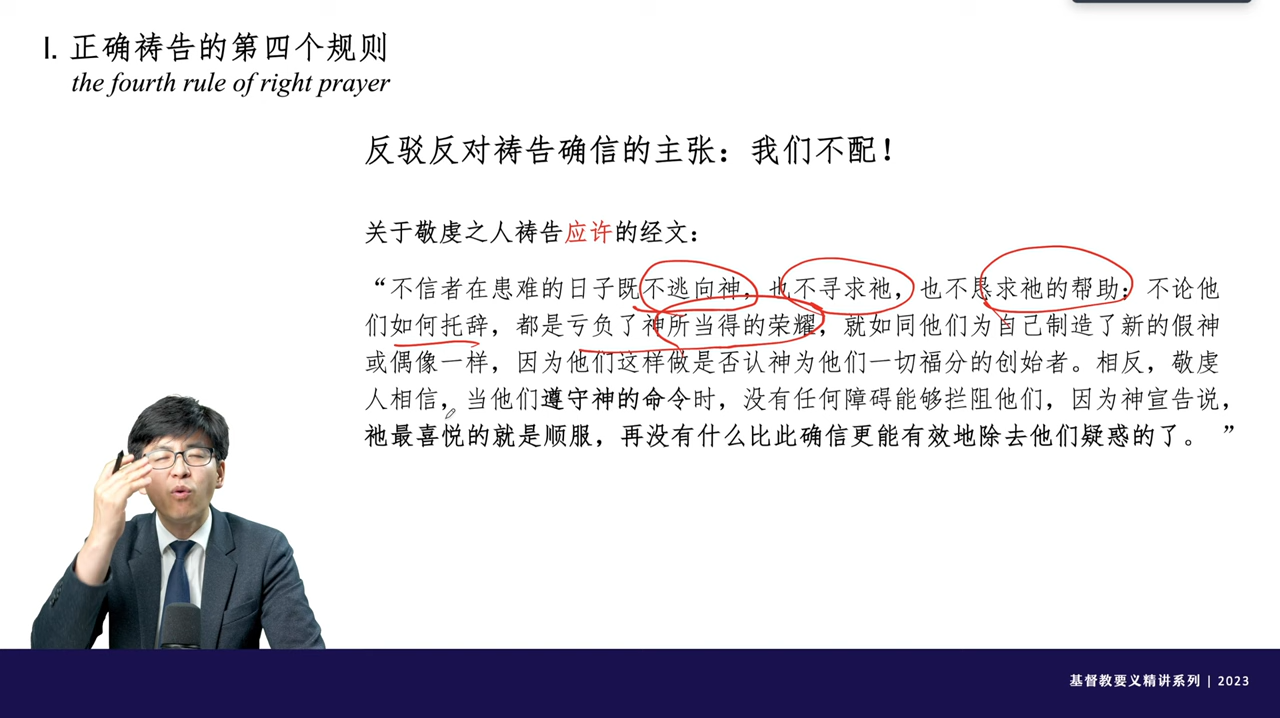 I. 正确祷告的第四个规则
the fourth rule of right prayer
反驳反对祷告确信的主张：我们不配！
关于敬虔之人祷告应许的经文：
“不信者在患难的日子既不逃向神，也不寻求祂，也不恳求祂的帮助；不论他
们如何托辞，都是亏负了神所当得的荣耀，就如同他们为自己制造了新的假神
或偶像一样，因为他们这样做是否认神为他们一切福分的创始者。相反，敬虔
人相信，当他们遵守神的命令时，没有任何障碍能够拦阻他们，因为神宣告说，
祂最喜悦的就是顺服，再没有什么比此确信更能有效地除去他们疑惑的了。 ”
基督教要义精讲系列 | 2023